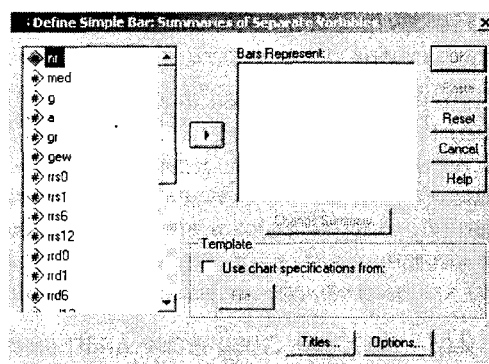 Define Simple Bar: Summaries of Separate Variables
nr
med
g
a
gr
gew
rrs0
rrs1
rrs6
rrs12
rrd0
rrd1
rrd6
Bars Represent:
OK
Paste
Reset
Cancel
Help
Change Summary...
Template
Use chart specifications from:
File...
Titles...
Options...